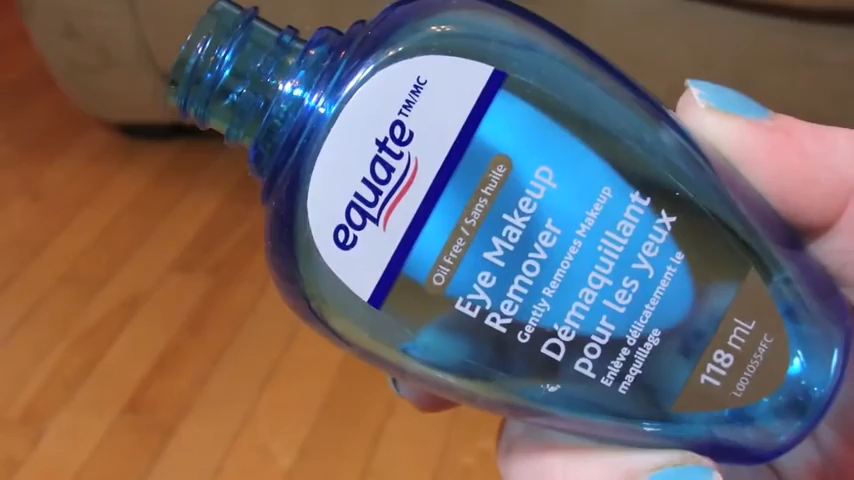 equate TM/MC
Oil Free / Sans huile
Eye Makeup
Remover
Gently Removes Makeup
Démaquillant
pour les yeux
Enlève délicatement le
maquillage
118 mL
L0010554FC